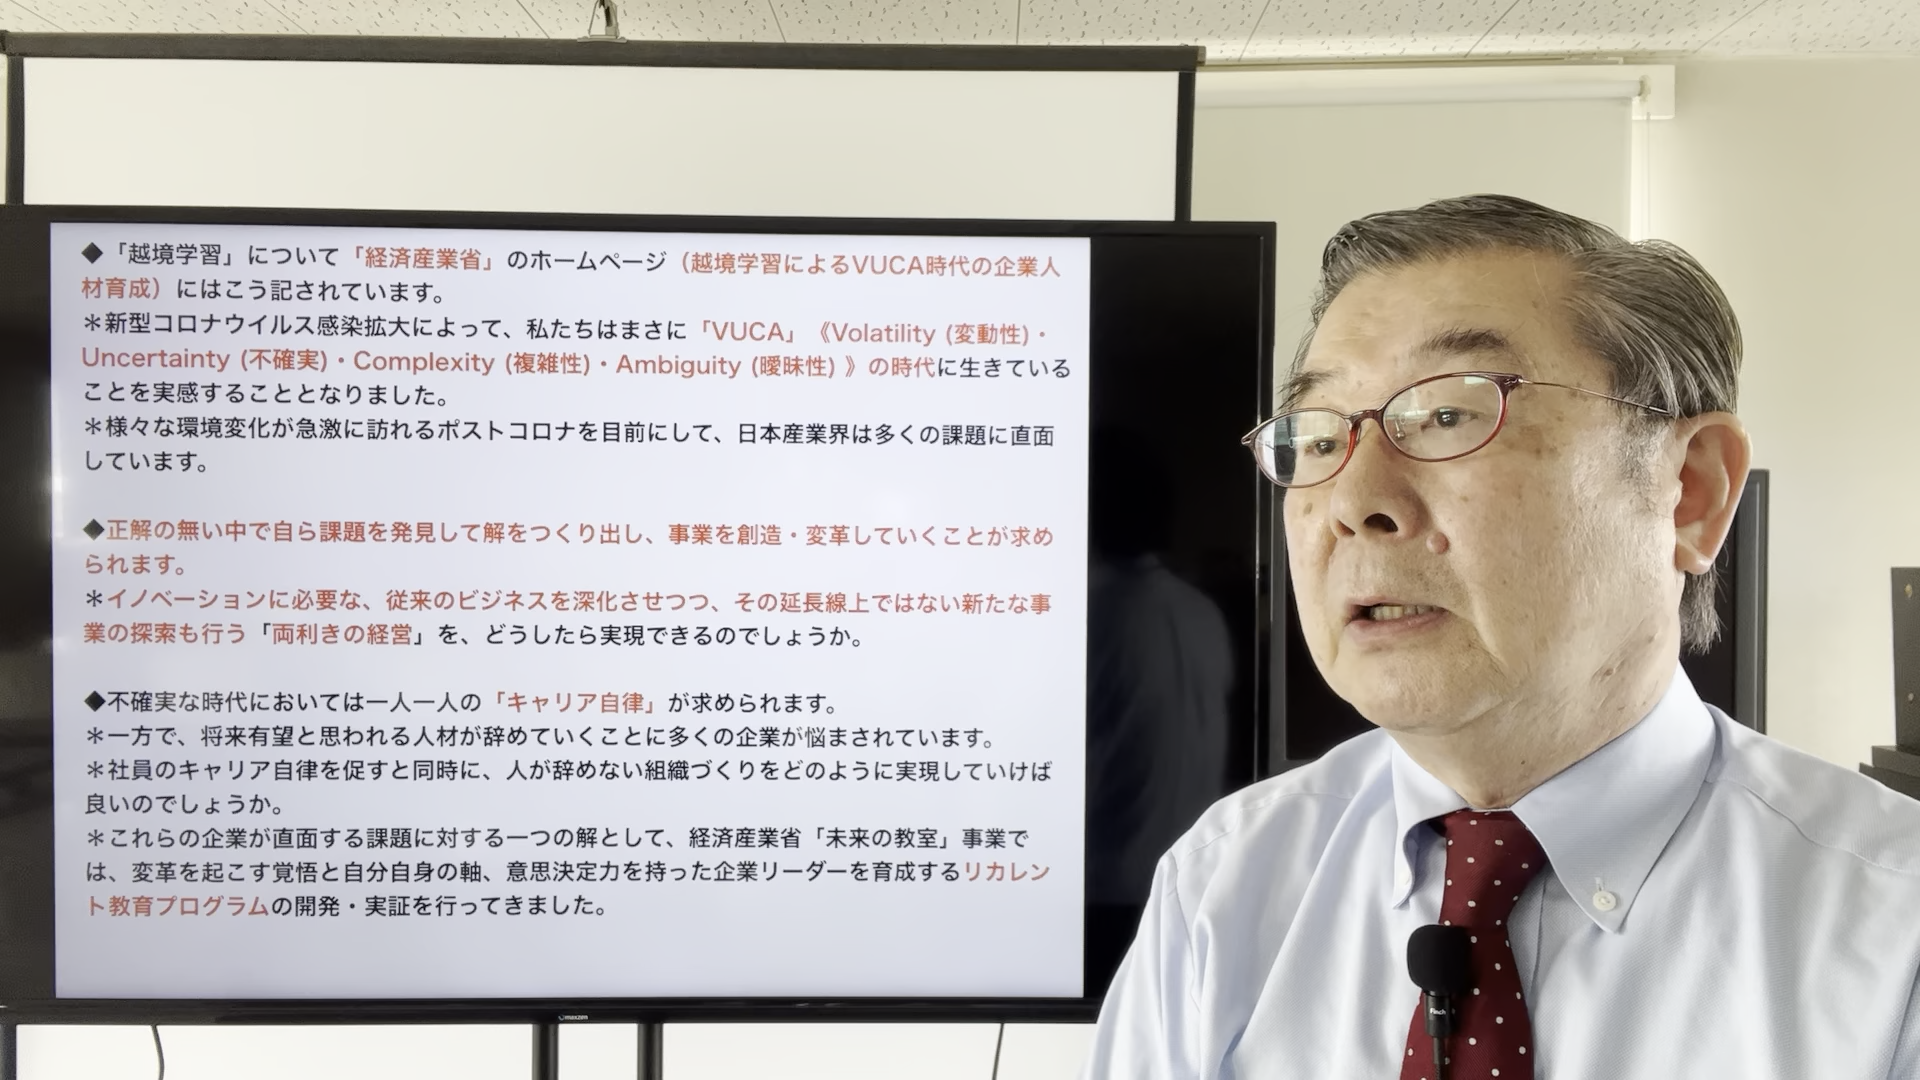 ◆「越境学習」について「経済産業省」のホームページ（越境学習によるVUCA時代の企業人
材育成）にはこう記されています。
＊新型コロナウイルス感染拡大によって、私たちはまさに「VUCA」《Volatility (変動性)・
Uncertainty (不確実)・Complexity (複雑性)・Ambiguity (曖昧性) 》の時代に生きている
ことを実感することとなりました。
＊様々な環境変化が急激に訪れるポストコロナを目前にして、日本産業界は多くの課題に直面
しています。
◆正解の無い中で自ら課題を発見して解をつくり出し、事業を創造・変革していくことが求め
られます。
＊イノベーションに必要な、従来のビジネスを深化させつつ、その延長線上ではない新たな事
業の探索も行う「両利きの経営」を、どうしたら実現できるのでしょうか。
◆不確実な時代においては一人一人の「キャリア自律」が求められます。
＊一方で、将来有望と思われる人材が辞めていくことに多くの企業が悩まされています。
＊社員のキャリア自律を促すと同時に、人が辞めない組織づくりをどのように実現していけば
良いのでしょうか。
＊これらの企業が直面する課題に対する一つの解として、経済産業省「未来の教室」事業で
は、変革を起こす覚悟と自分自身の軸、意思決定力を持った企業リーダーを育成するリカレン
ト教育プログラムの開発・実証を行ってきました。
maxzen